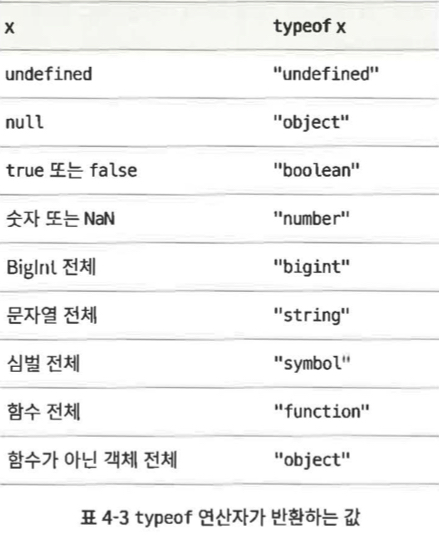 x typeof x
undefined "undefined"
null "object"
true 또는 false "boolean"
숫자 또는 NaN "number"
BigInt 전체 "bigint"
문자열 전체 "string"
심벌 전체 "symbol"
함수 전체 "function"
함수가 아닌 객체 전체 "object"
표 4-3 typeof 연산자가 반환하는 값